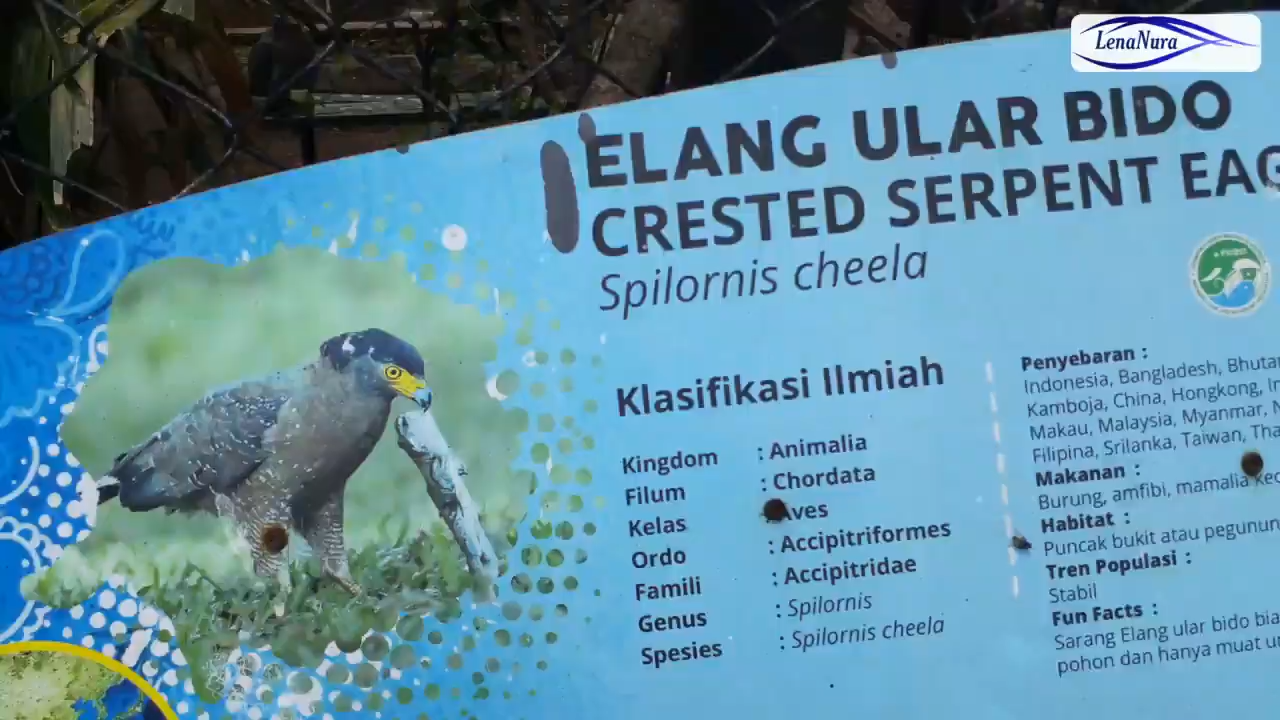 LenaNura
ELANG ULAR BIDO
CRESTED SERPENT
Spilornis cheela
Klasifikasi Ilmiah
Kingdom : Animalia
Filum : Chordata
Kelas Aves
Ordo : Accipitriformes
Famili : Accipitridae
Genus : Spilornis
Spesies : Spilornis cheela
Penyebaran :
Indonesia, Bangladesh,
Kamboja, China, Hongkong,
Makau, Malaysia, Myanmar,
Filipina, Srilanka, Taiwan,
Makanan :
Burung, amfibi, mamalia
Habitat :
Puncak bukit atau
Tren Populasi :
Stabil
Fun Facts :
Sarang Elang ular bido
pohon dan hanya muat